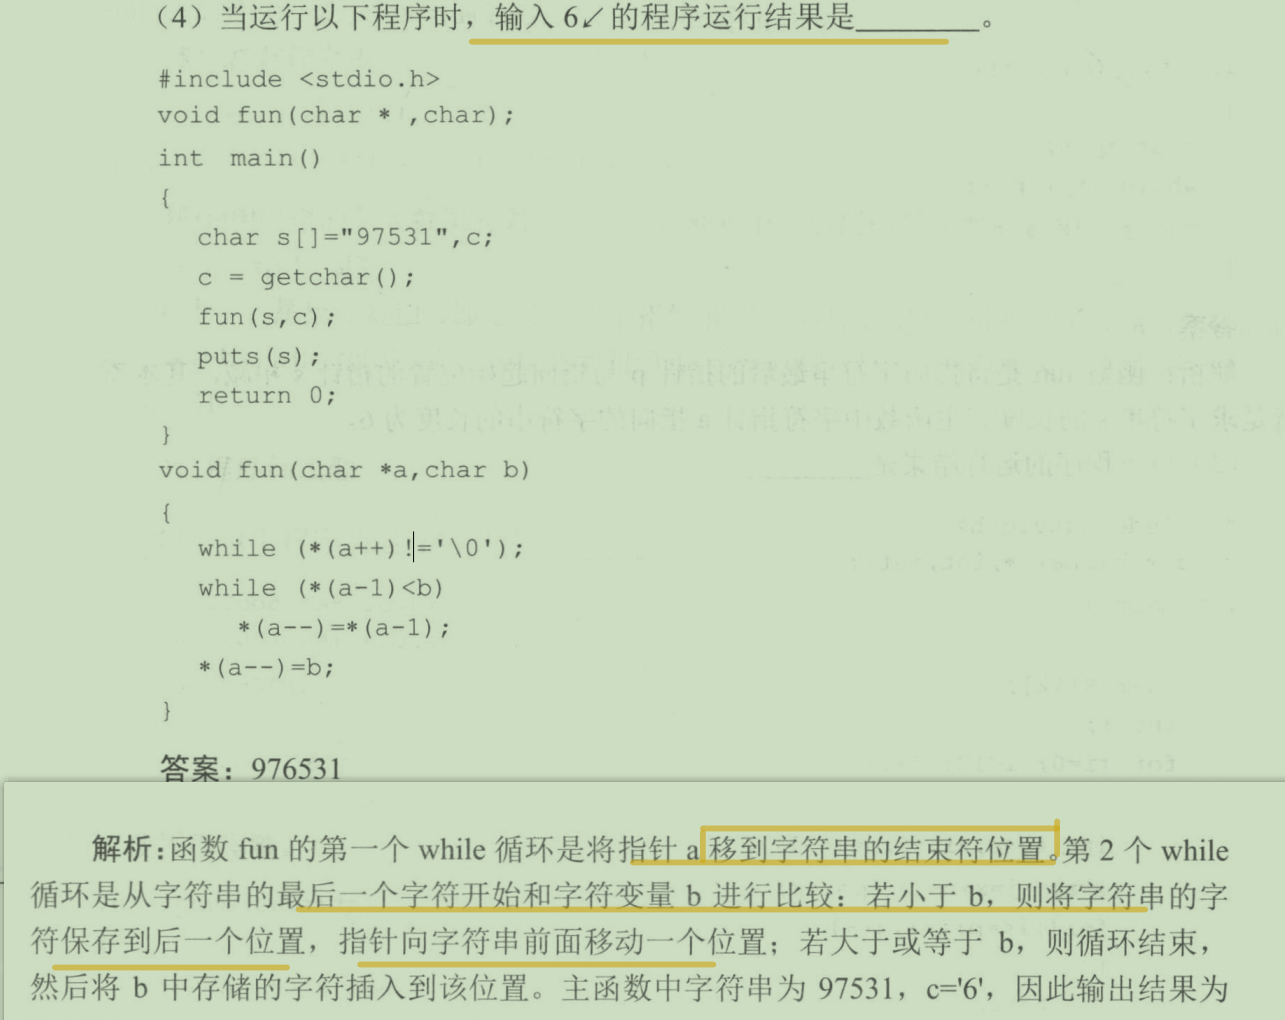 （4）当运行以下程序时，输入 6↙ 的程序运行结果是________。
#include <stdio.h>
void fun(char * ,char);
int main()
{
char s[]="97531",c;
c = getchar();
fun(s,c);
puts(s);
return 0;
}
void fun(char *a,char b)
{
while (*(a++)!='\0');
while (*(a-1)<b)
*(a--)=*(a-1);
*(a--)=b;
}
答案：976531
解析：函数 fun 的第一个 while 循环是将指针 a 移到字符串的结束符位置。第 2 个 while
循环是从字符串的最后一个字符开始和字符变量 b 进行比较：若小于 b，则将字符串的字
符保存到后一个位置，指针向字符串前面移动一个位置；若大于或等于 b，则循环结束，
然后将 b 中存储的字符插入到该位置。主函数中字符串为 97531，c='6'，因此输出结果为